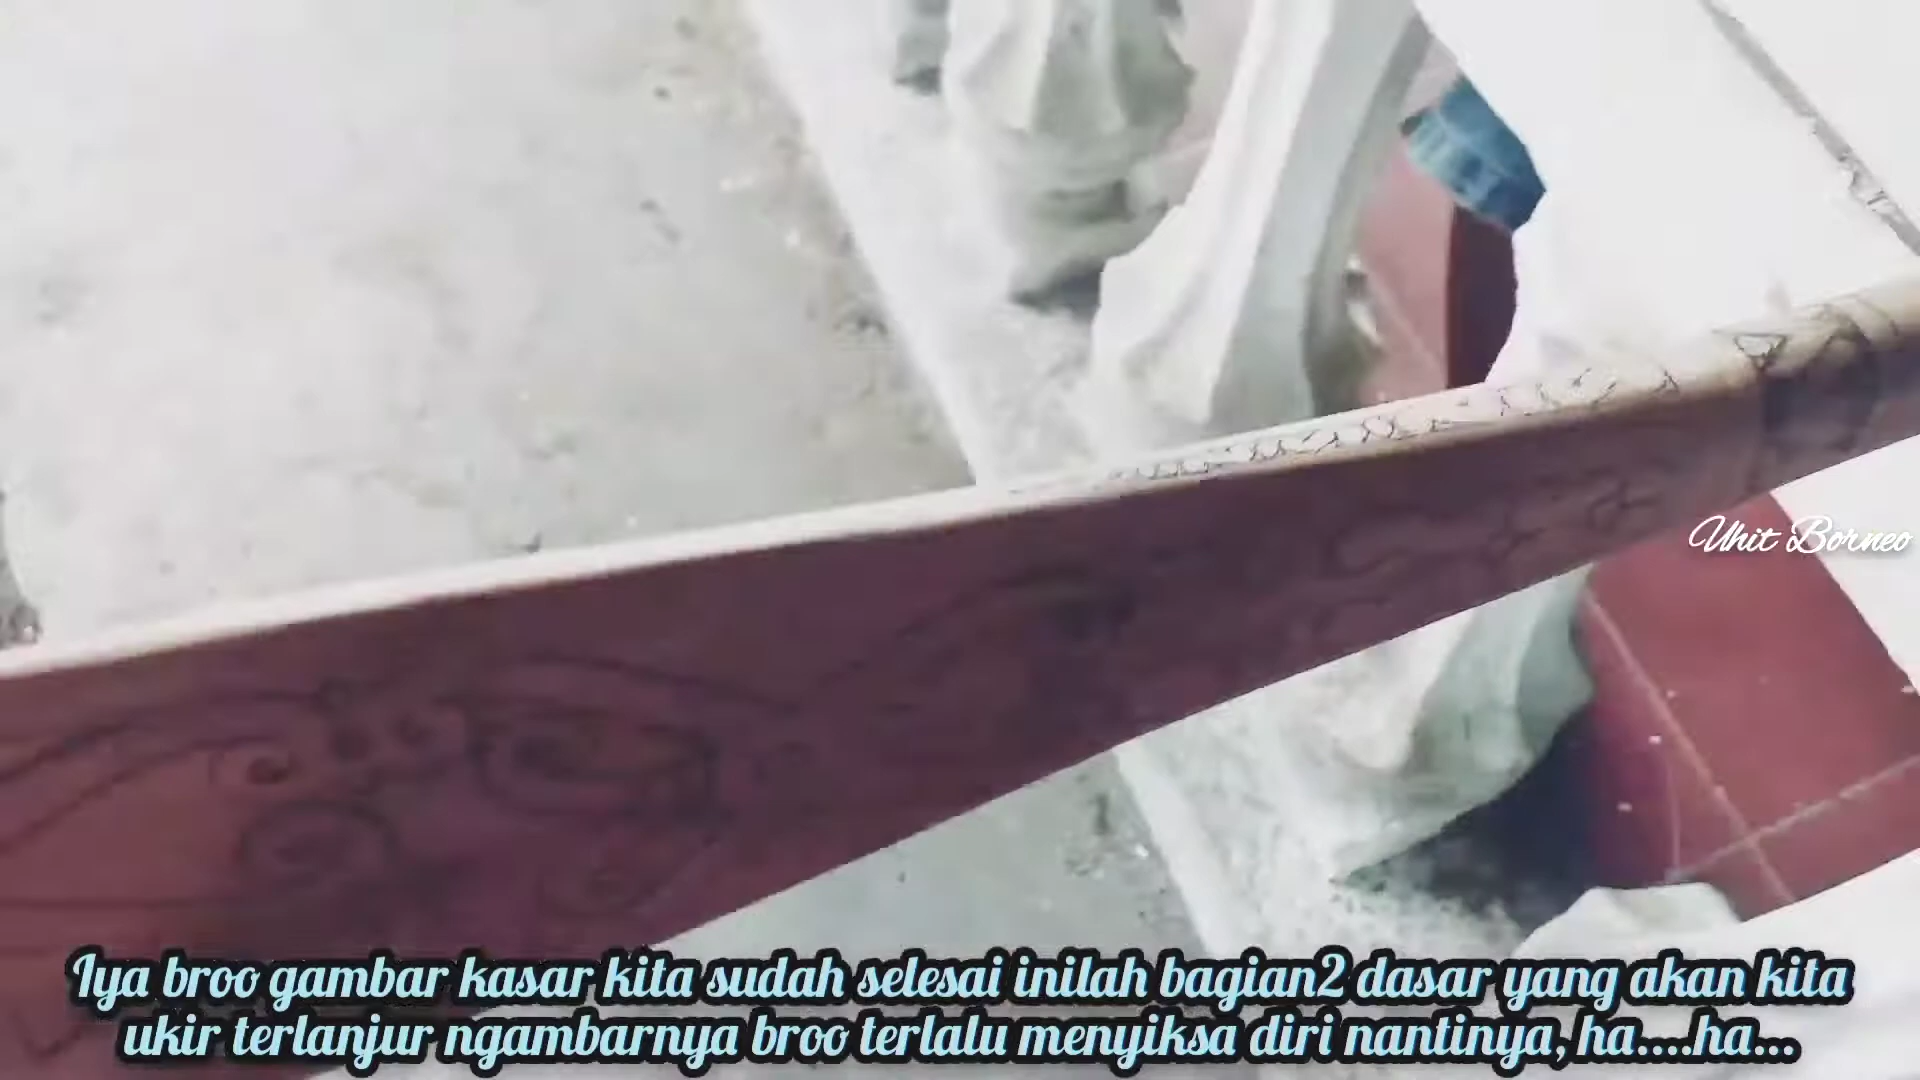 Uhit Borneo
Iya broo gambar kasar kita sudah selesai inilah bagian2 dasar yang akan kita
ukir terlanjur ngambarnya broo terlalu menyiksa diri nantinya, ha....ha...